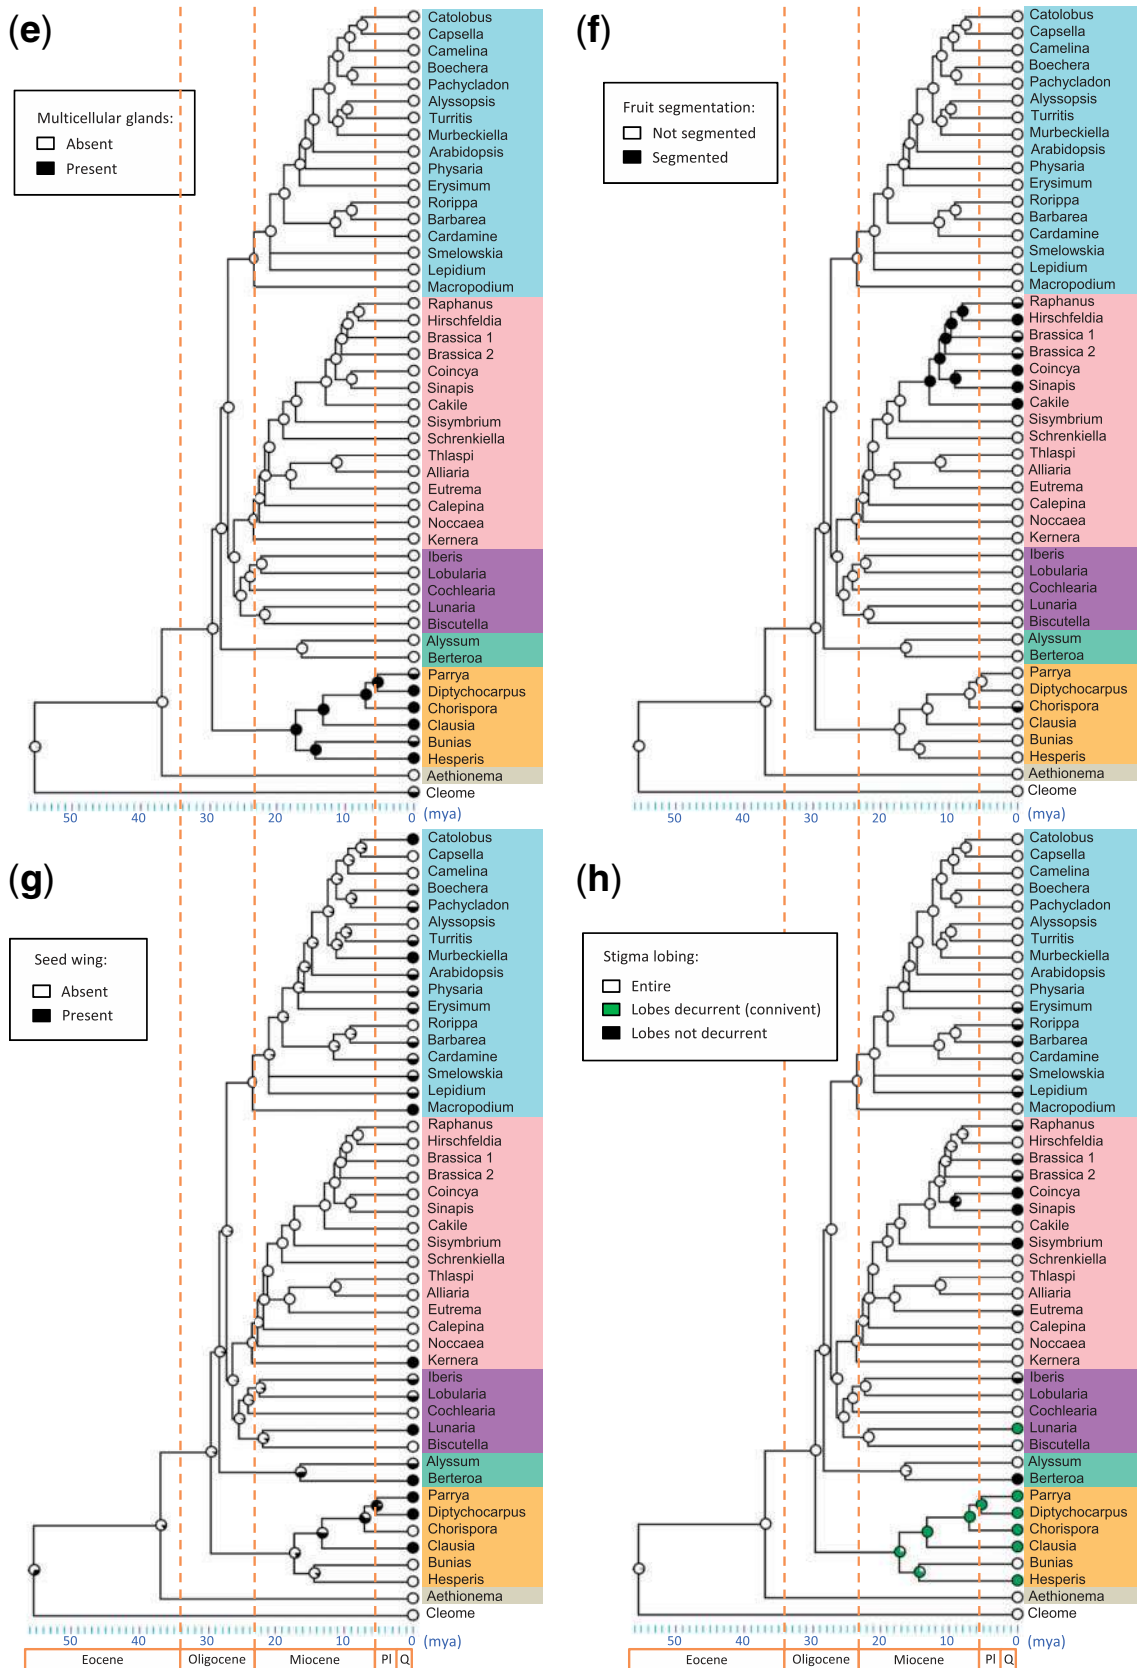 (e)
Multicellular glands:
Absent
Present
Catolobus
Capsella
Camelina
Boechera
Pachycladon
Alyssopsis
Turritis
Murbeckiella
Arabidopsis
Physaria
Erysimum
Rorippa
Barbarea
Cardamine
Smelowskia
Lepidium
Macropodium
Raphanus
Hirschfeldia
Brassica 1
Brassica 2
Coincya
Sinapis
Cakile
Sisymbrium
Schrenkiella
Thlaspi
Alliaria
Eutrema
Calepina
Noccaea
Kernera
Iberis
Lobularia
Cochlearia
Lunaria
Biscutella
Alyssum
Berteroa
Parrya
Diptychocarpus
Chorispora
Clausia
Bunias
Hesperis
Aethionema
Cleome
50 40 30 20 10 0 (mya)
(f)
Fruit segmentation:
Not segmented
Segmented
Catolobus
Capsella
Camelina
Boechera
Pachycladon
Alyssopsis
Turritis
Murbeckiella
Arabidopsis
Physaria
Erysimum
Rorippa
Barbarea
Cardamine
Smelowskia
Lepidium
Macropodium
Raphanus
Hirschfeldia
Brassica 1
Brassica 2
Coincya
Sinapis
Cakile
Sisymbrium
Schrenkiella
Thlaspi
Alliaria
Eutrema
Calepina
Noccaea
Kernera
Iberis
Lobularia
Cochlearia
Lunaria
Biscutella
Alyssum
Berteroa
Parrya
Diptychocarpus
Chorispora
Clausia
Bunias
Hesperis
Aethionema
Cleome
50 40 30 20 10 0 (mya)
(g)
Seed wing:
Absent
Present
Catolobus
Capsella
Camelina
Boechera
Pachycladon
Alyssopsis
Turritis
Murbeckiella
Arabidopsis
Physaria
Erysimum
Rorippa
Barbarea
Cardamine
Smelowskia
Lepidium
Macropodium
Raphanus
Hirschfeldia
Brassica 1
Brassica 2
Coincya
Sinapis
Cakile
Sisymbrium
Schrenkiella
Thlaspi
Alliaria
Eutrema
Calepina
Noccaea
Kernera
Iberis
Lobularia
Cochlearia
Lunaria
Biscutella
Alyssum
Berteroa
Parrya
Diptychocarpus
Chorispora
Clausia
Bunias
Hesperis
Aethionema
Cleome
50 40 30 20 10 0 (mya)
Eocene Oligocene Miocene Pl Q
(h)
Stigma lobing:
Entire
Lobes decurrent (connivent)
Lobes not decurrent
Catolobus
Capsella
Camelina
Boechera
Pachycladon
Alyssopsis
Turritis
Murbeckiella
Arabidopsis
Physaria
Erysimum
Rorippa
Barbarea
Cardamine
Smelowskia
Lepidium
Macropodium
Raphanus
Hirschfeldia
Brassica 1
Brassica 2
Coincya
Sinapis
Cakile
Sisymbrium
Schrenkiella
Thlaspi
Alliaria
Eutrema
Calepina
Noccaea
Kernera
Iberis
Lobularia
Cochlearia
Lunaria
Biscutella
Alyssum
Berteroa
Parrya
Diptychocarpus
Chorispora
Clausia
Bunias
Hesperis
Aethionema
Cleome
50 40 30 20 10 0 (mya)
Eocene Oligocene Miocene Pl Q